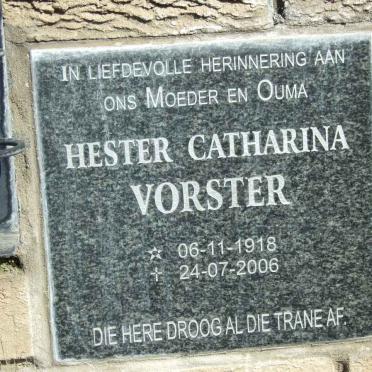 IN LIEFDEVOLLE HERINNERING AAN
ONS MOEDER EN OUMA
HESTER CATHARINA
VORSTER
☆ 06-11-1918
✝ 24-07-2006
DIE HERE DROOG AL DIE TRANE AF.